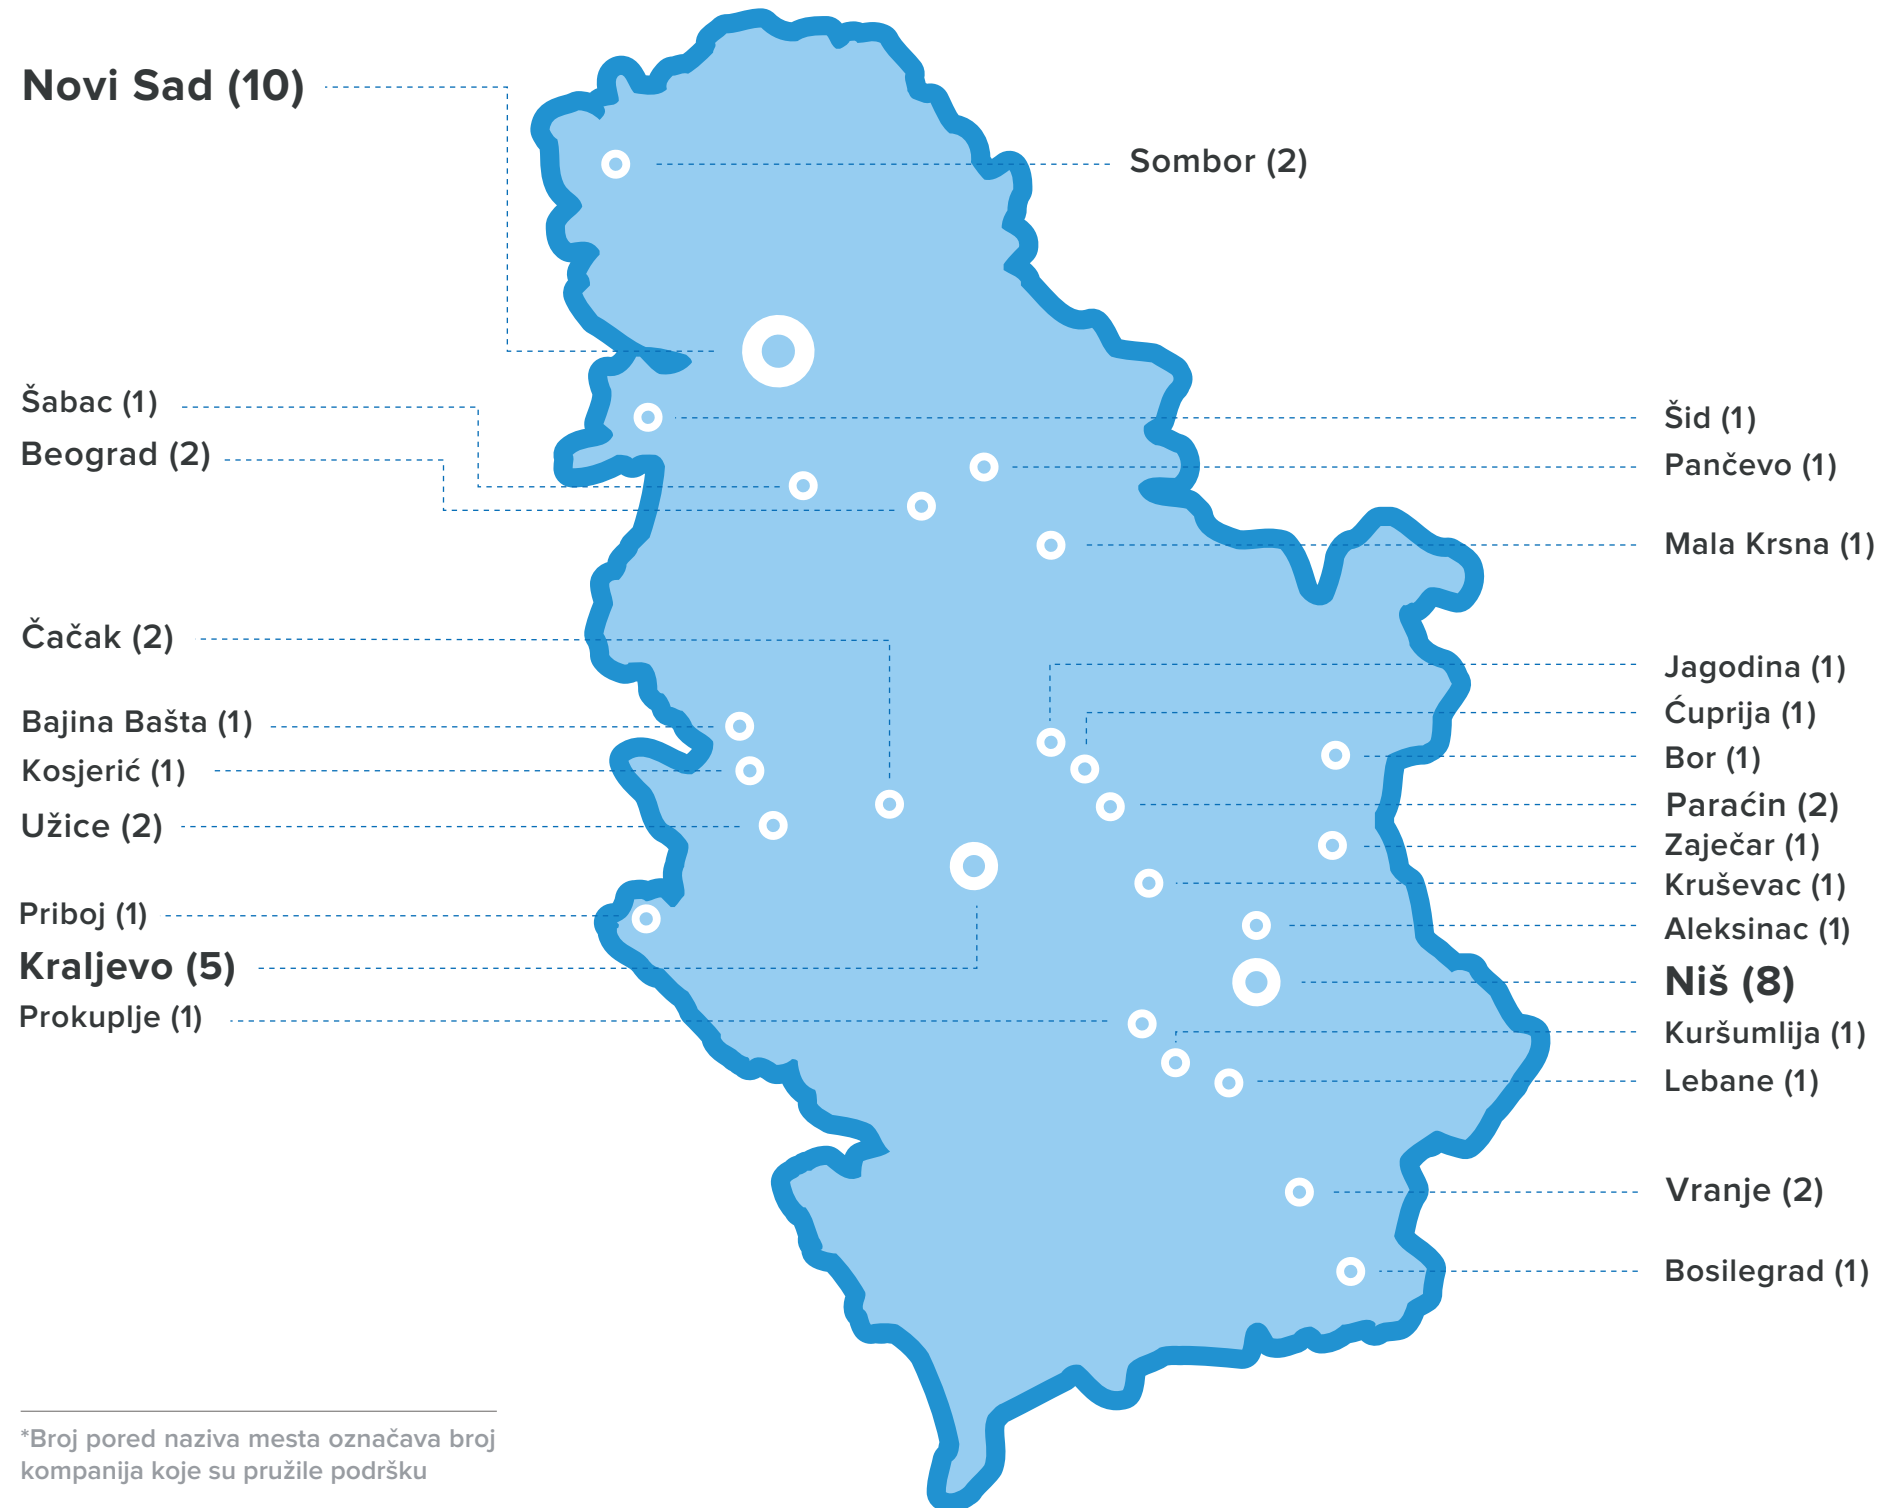 Novi Sad (10)
Sombor (2)
Šabac (1)
Beograd (2)
Šid (1)
Pančevo (1)
Mala Krsna (1)
Čačak (2)
Bajina Bašta (1)
Kosjerić (1)
Užice (2)
Priboj (1)
Kraljevo (5)
Prokuplje (1)
Jagodina (1)
Ćuprija (1)
Bor (1)
Paraćin (2)
Zaječar (1)
Kruševac (1)
Aleksinac (1)
Niš (8)
Kuršumlija (1)
Lebane (1)
Vranje (2)
Bosilegrad (1)
*Broj pored naziva mesta označava broj
kompanija koje su pružile podršku